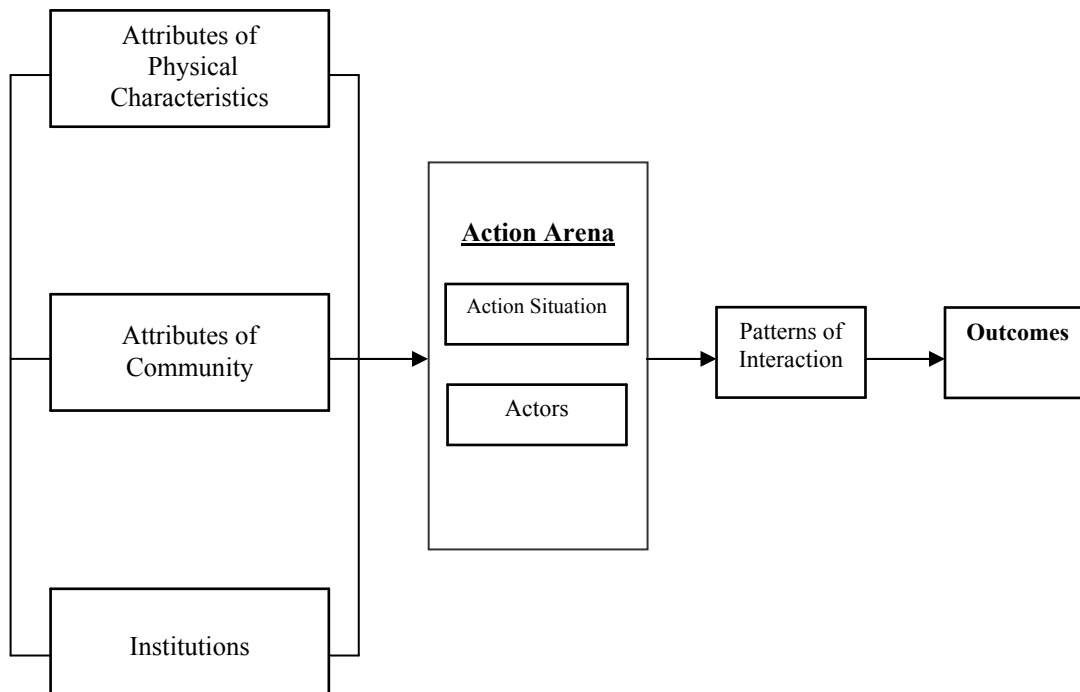 Attributes of
Physical
Characteristics
Attributes of
Community
Institutions
Action Arena
Action Situation
Actors
Patterns of
Interaction
Outcomes